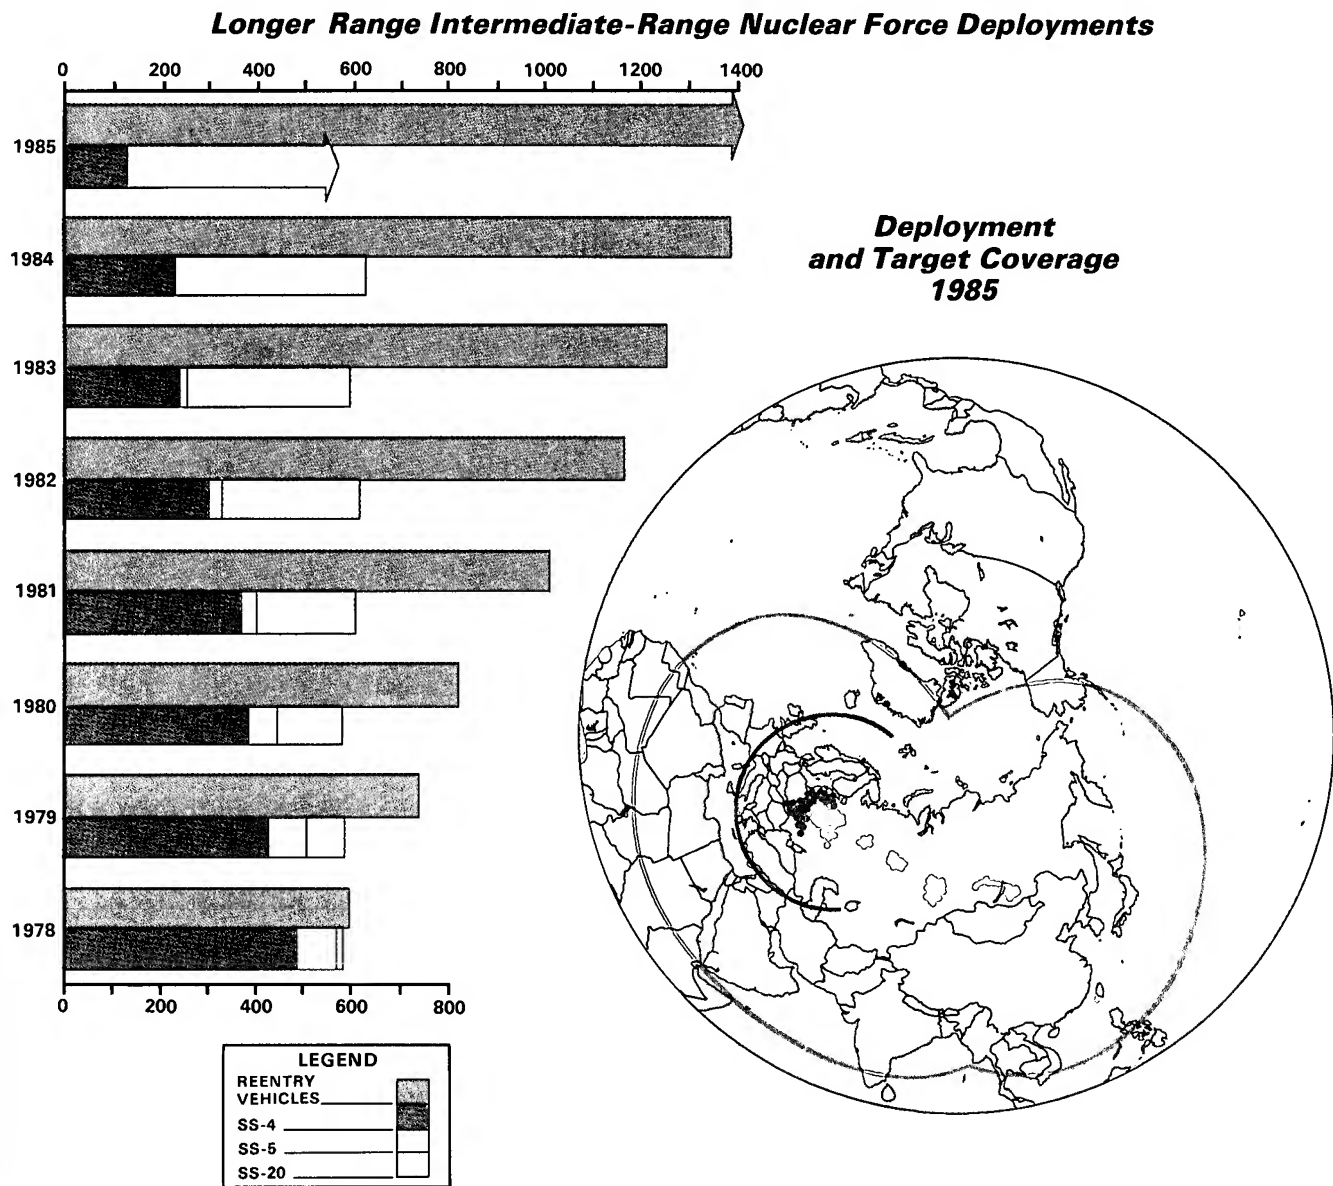 Longer Range Intermediate-Range Nuclear Force Deployments
0 200 400 600 800 1000 1200 1400
1985
1984
Deployment
and Target Coverage
1985
1983
1982
1981
1980
1979
1978
0 200 400 600 800
LEGEND
REENTRY
VEHICLES
SS-4
SS-5
SS-20